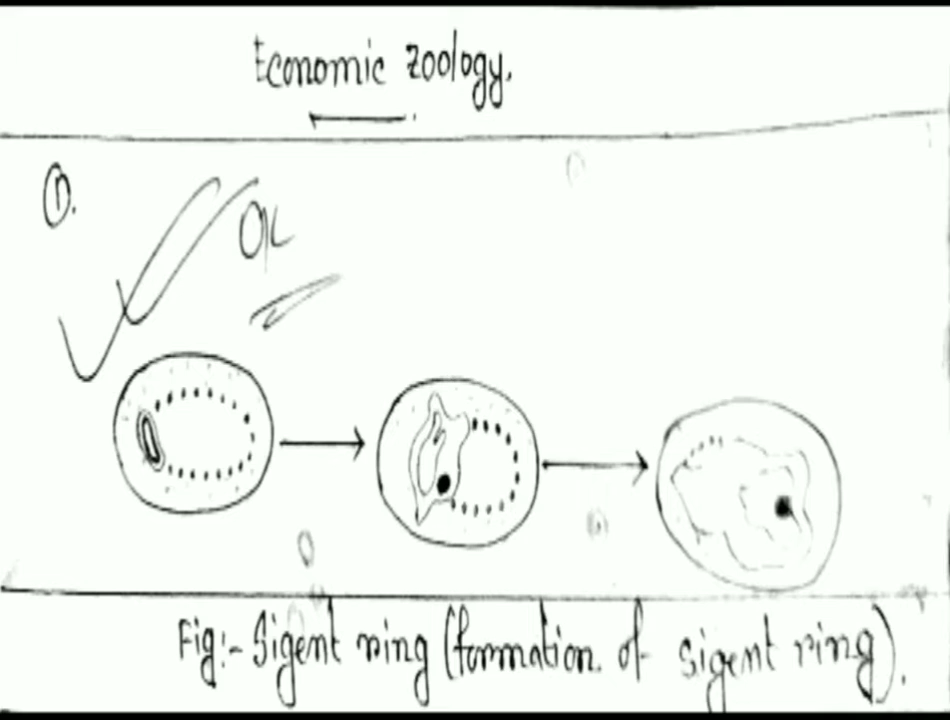 Economic Zoology.
①.
OK
Fig:- Sigent ring (formation of sigent ring).